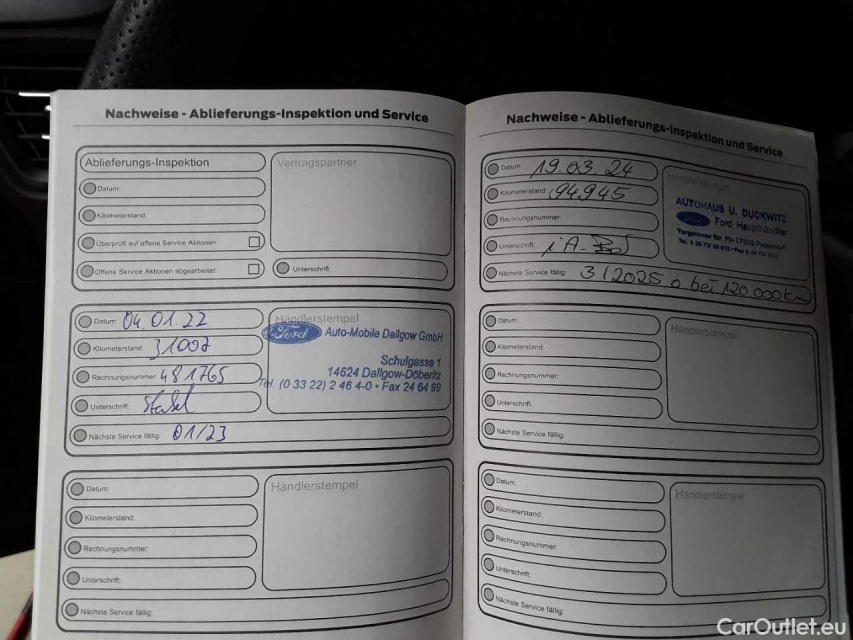 Nachweise - Ablieferungs-Inspektion und Service
Ablieferungs-Inspektion
Vertragspartner
Datum:
Kilometerstand:
Überprüft auf offene Service Aktionen:
Offene Service Aktionen abgearbeitet:
Unterschrift:
Datum: 04.01.22
Händlerstempel
Ford Auto-Mobile Dallgow GmbH
Kilometerstand: 31007
Schulgasse 1
14624 Dallgow-Döberitz
Rechnungsnummer: 481765
Tel. (0 33 22) 2 46 4-0 • Fax 24 64 99
Unterschrift:
Nächste Service fällig: 01/23
Datum:
Händlerstempel
Kilometerstand:
Rechnungsnummer:
Unterschrift:
Nächste Service fällig:
Nachweise - Ablieferungs-Inspektion und Service
Datum: 19.03.24
Händlerstempel
Kilometerstand: 94945
AUTOHAUS U. DUCKWITZ
Ford Haupthändler
Rechnungsnummer:
Unterschrift: i.A.
Nächste Service fällig: 3/2025 o bei 120.000km
Datum:
Händlerstempel
Kilometerstand:
Rechnungsnummer:
Unterschrift:
Nächste Service fällig:
Datum:
Händlerstempel
Kilometerstand:
Rechnungsnummer:
Unterschrift:
Nächste Service fällig:
CarOutlet.eu